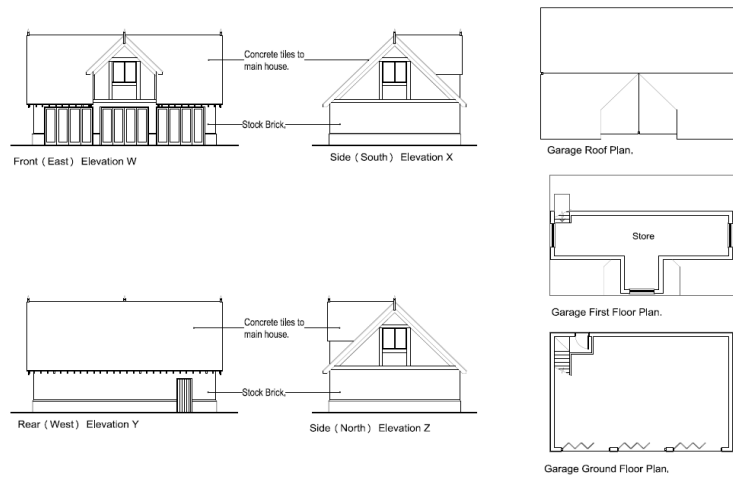 Concrete tiles to
main house.
Stock Brick,
Front ( East ) Elevation W
Side ( South ) Elevation X
Garage Roof Plan.
Store
Garage First Floor Plan.
Concrete tiles to
main house.
Stock Brick,
Rear ( West ) Elevation Y
Side ( North ) Elevation Z
Garage Ground Floor Plan.